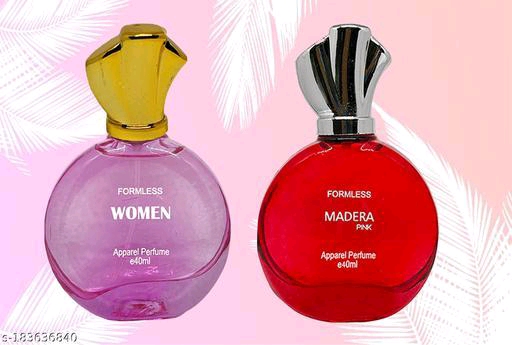 FORMLESS
WOMEN
Apparel Perfume
e40ml
FORMLESS
MADERA
PINK
Apparel Perfume
e40ml
s-183636840